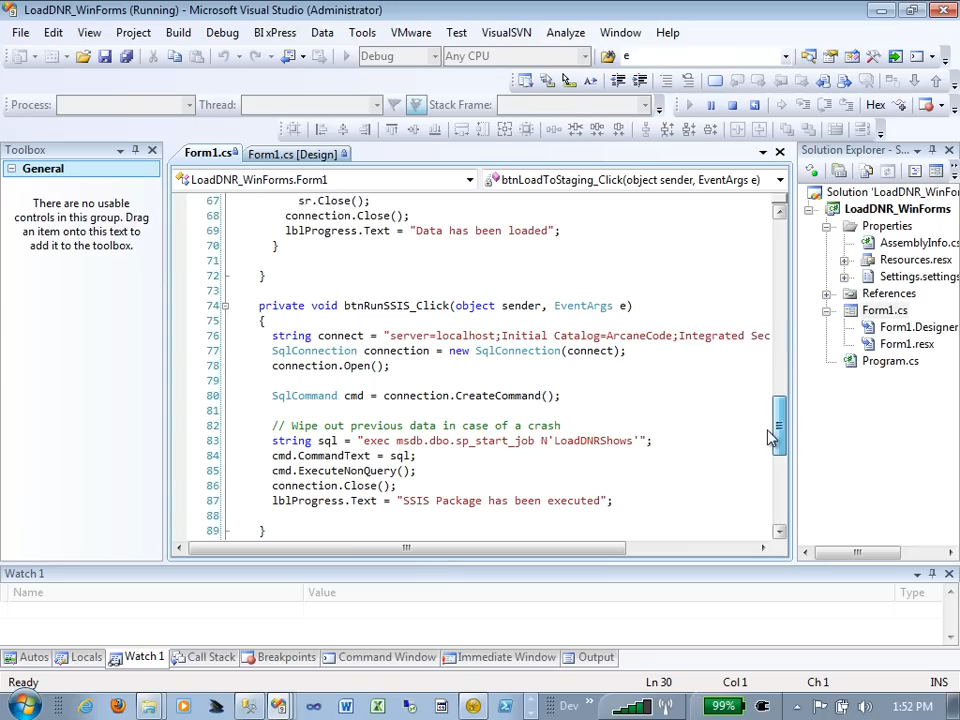 LoadDNR_WinForms (Running) - Microsoft Visual Studio (Administrator)
File Edit View Project Build Debug BI xPress Data Tools VMware Test VisualSVN Analyze Window Help
Debug Any CPU e
Process: Thread: Stack Frame: Hex
Toolbox
General
There are no usable
controls in this group. Drag
an item onto this text to
add it to the toolbox.
Form1.cs Form1.cs [Design]
LoadDNR_WinForms.Form1 btnLoadToStaging_Click(object sender, EventArgs e)
67 sr.Close();
68 connection.Close();
69 lblProgress.Text = "Data has been loaded";
70 }
71
72 }
73
74 private void btnRunSSIS_Click(object sender, EventArgs e)
75 {
76 string connect = "server=localhost;Initial Catalog=ArcaneCode;Integrated Sec
77 SqlConnection connection = new SqlConnection(connect);
78 connection.Open();
79
80 SqlCommand cmd = connection.CreateCommand();
81
82 // Wipe out previous data in case of a crash
83 string sql = "exec msdb.dbo.sp_start_job N'LoadDNRShows'";
84 cmd.CommandText = sql;
85 cmd.ExecuteNonQuery();
86 connection.Close();
87 lblProgress.Text = "SSIS Package has been executed";
88
89 }
Solution Explorer - S...
Solution 'LoadDNR_WinFo
LoadDNR_WinForms
Properties
AssemblyInfo.cs
Resources.resx
Settings.settings
References
Form1.cs
Form1.Designer
Form1.resx
Program.cs
Watch 1
Name Value Type
Autos Locals Watch 1 Call Stack Breakpoints Command Window Immediate Window Output
Ready Ln 30 Col 1 Ch 1 INS
Dev » 99% 1:52 PM